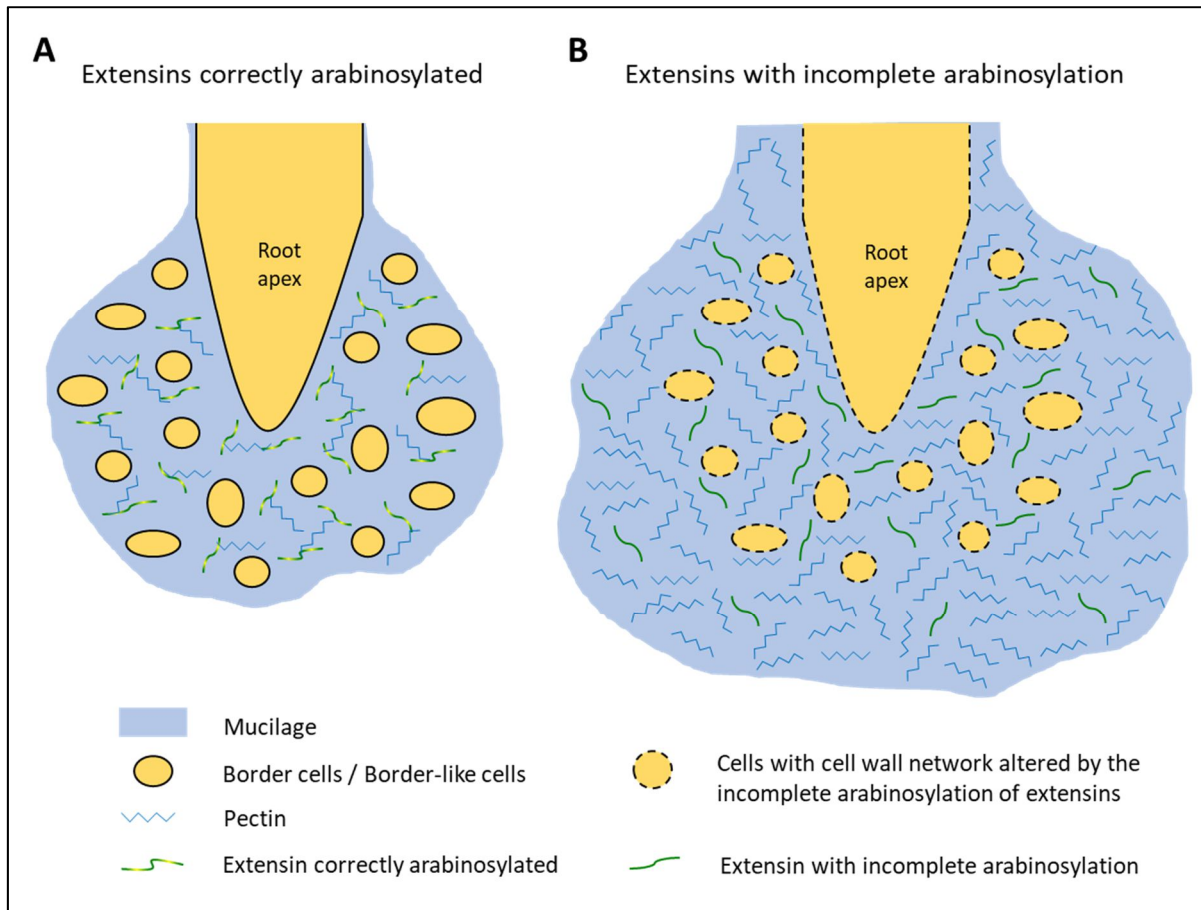 A
Extensins correctly arabinosylated
Root
apex
B
Extensins with incomplete arabinosylation
Root
apex
Mucilage
Border cells / Border-like cells
Pectin
Extensin correctly arabinosylated
Cells with cell wall network altered by the
incomplete arabinosylation of extensins
Extensin with incomplete arabinosylation